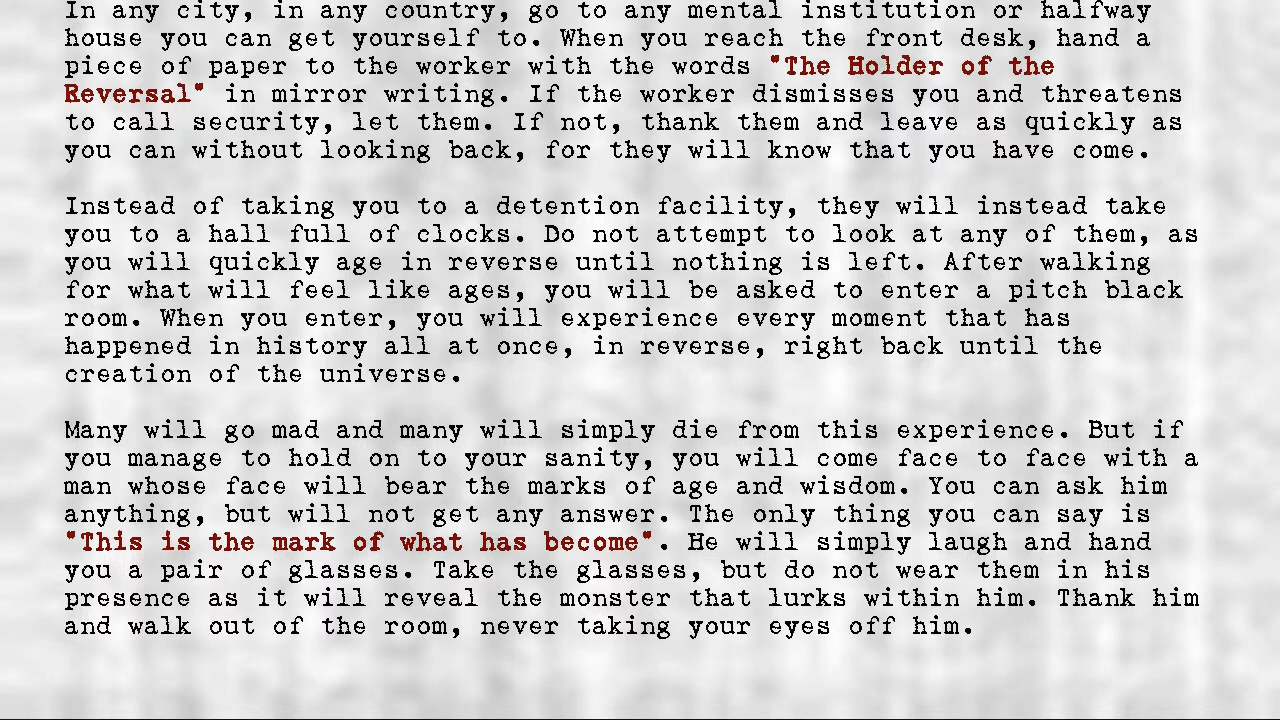 In any city, in any country, go to any mental institution or halfway
house you can get yourself to. When you reach the front desk, hand a
piece of paper to the worker with the words "The Holder of the
Reversal" in mirror writing. If the worker dismisses you and threatens
to call security, let them. If not, thank them and leave as quickly as
you can without looking back, for they will know that you have come.
Instead of taking you to a detention facility, they will instead take
you to a hall full of clocks. Do not attempt to look at any of them, as
you will quickly age in reverse until nothing is left. After walking
for what will feel like ages, you will be asked to enter a pitch black
room. When you enter, you will experience every moment that has
happened in history all at once, in reverse, right back until the
creation of the universe.
Many will go mad and many will simply die from this experience. But if
you manage to hold on to your sanity, you will come face to face with a
man whose face will bear the marks of age and wisdom. You can ask him
anything, but will not get any answer. The only thing you can say is
"This is the mark of what has become". He will simply laugh and hand
you a pair of glasses. Take the glasses, but do not wear them in his
presence as it will reveal the monster that lurks within him. Thank him
and walk out of the room, never taking your eyes off him.